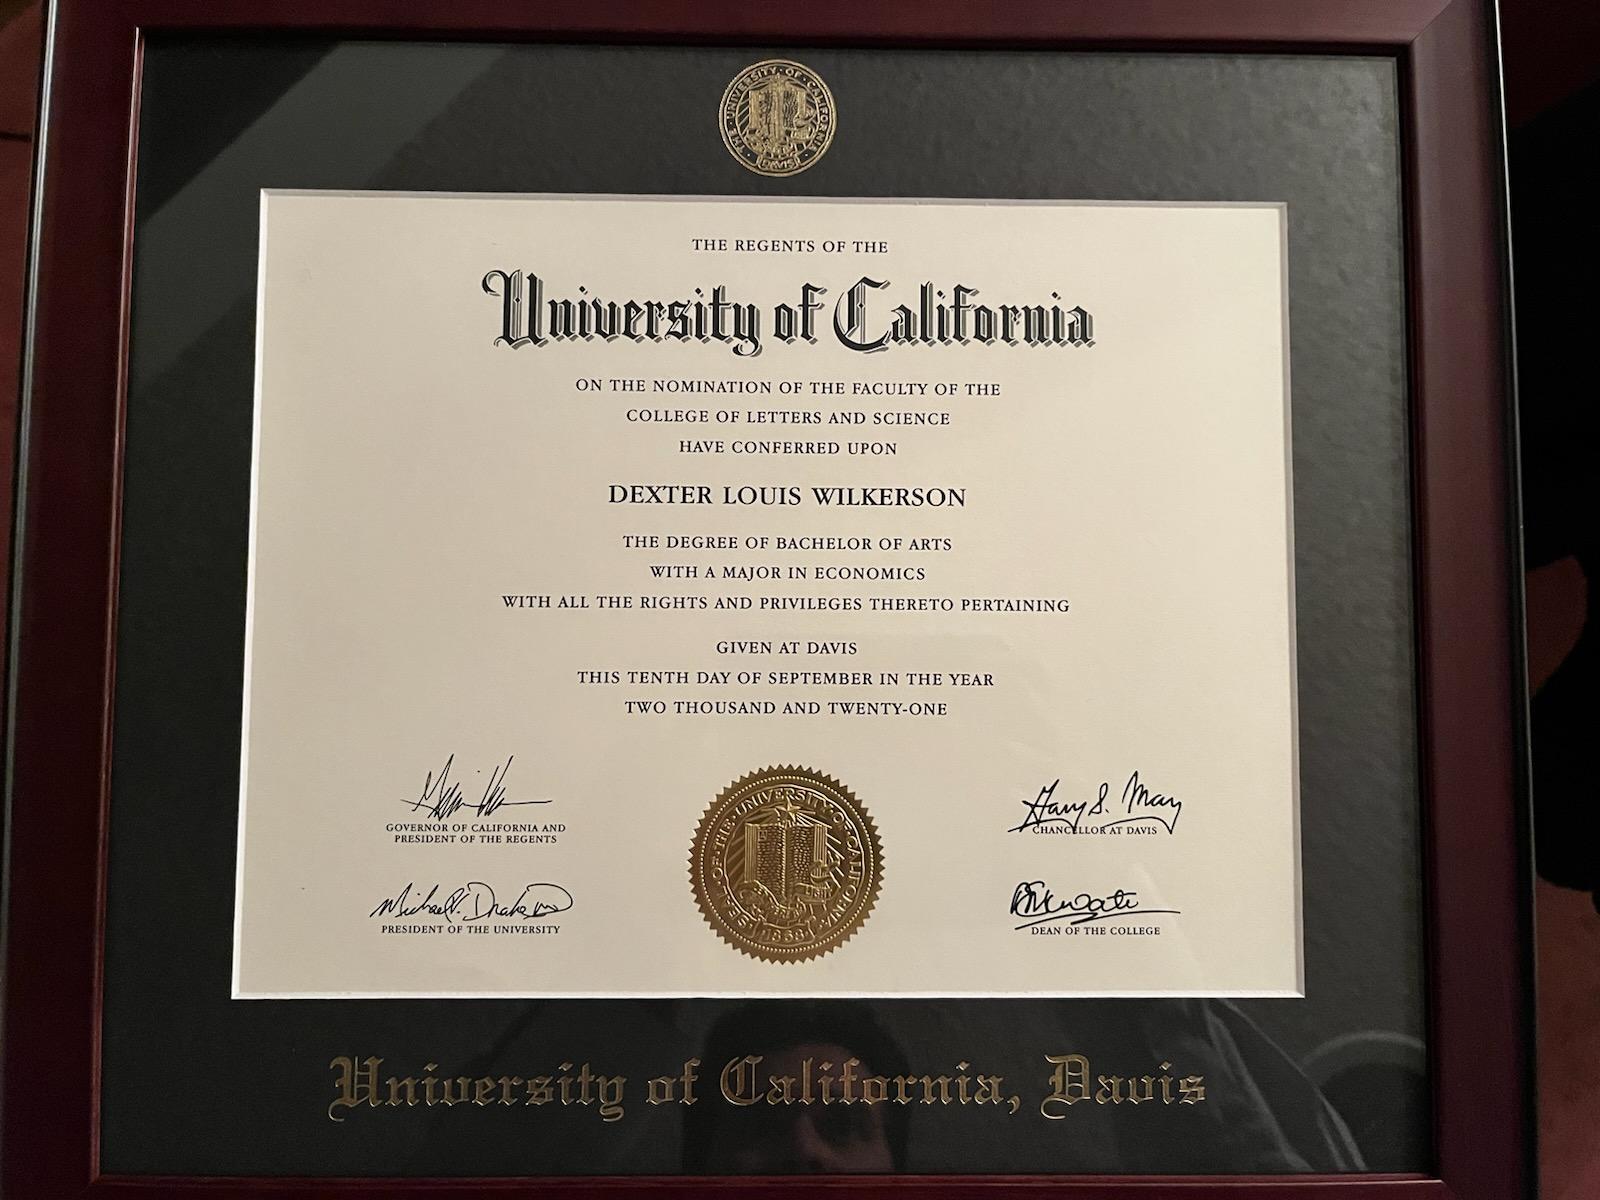 THE UNIVERSITY OF CALIFORNIA
DAVIS
THE REGENTS OF THE
University of California
ON THE NOMINATION OF THE FACULTY OF THE
COLLEGE OF LETTERS AND SCIENCE
HAVE CONFERRED UPON
DEXTER LOUIS WILKERSON
THE DEGREE OF BACHELOR OF ARTS
WITH A MAJOR IN ECONOMICS
WITH ALL THE RIGHTS AND PRIVILEGES THERETO PERTAINING
GIVEN AT DAVIS
THIS TENTH DAY OF SEPTEMBER IN THE YEAR
TWO THOUSAND AND TWENTY-ONE
GOVERNOR OF CALIFORNIA AND
PRESIDENT OF THE REGENTS
Michael V. Drake MD
PRESIDENT OF THE UNIVERSITY
SEAL OF THE UNIVERSITY OF CALIFORNIA
1868
Gary S. May
CHANCELLOR AT DAVIS
DEAN OF THE COLLEGE
University of California, Davis